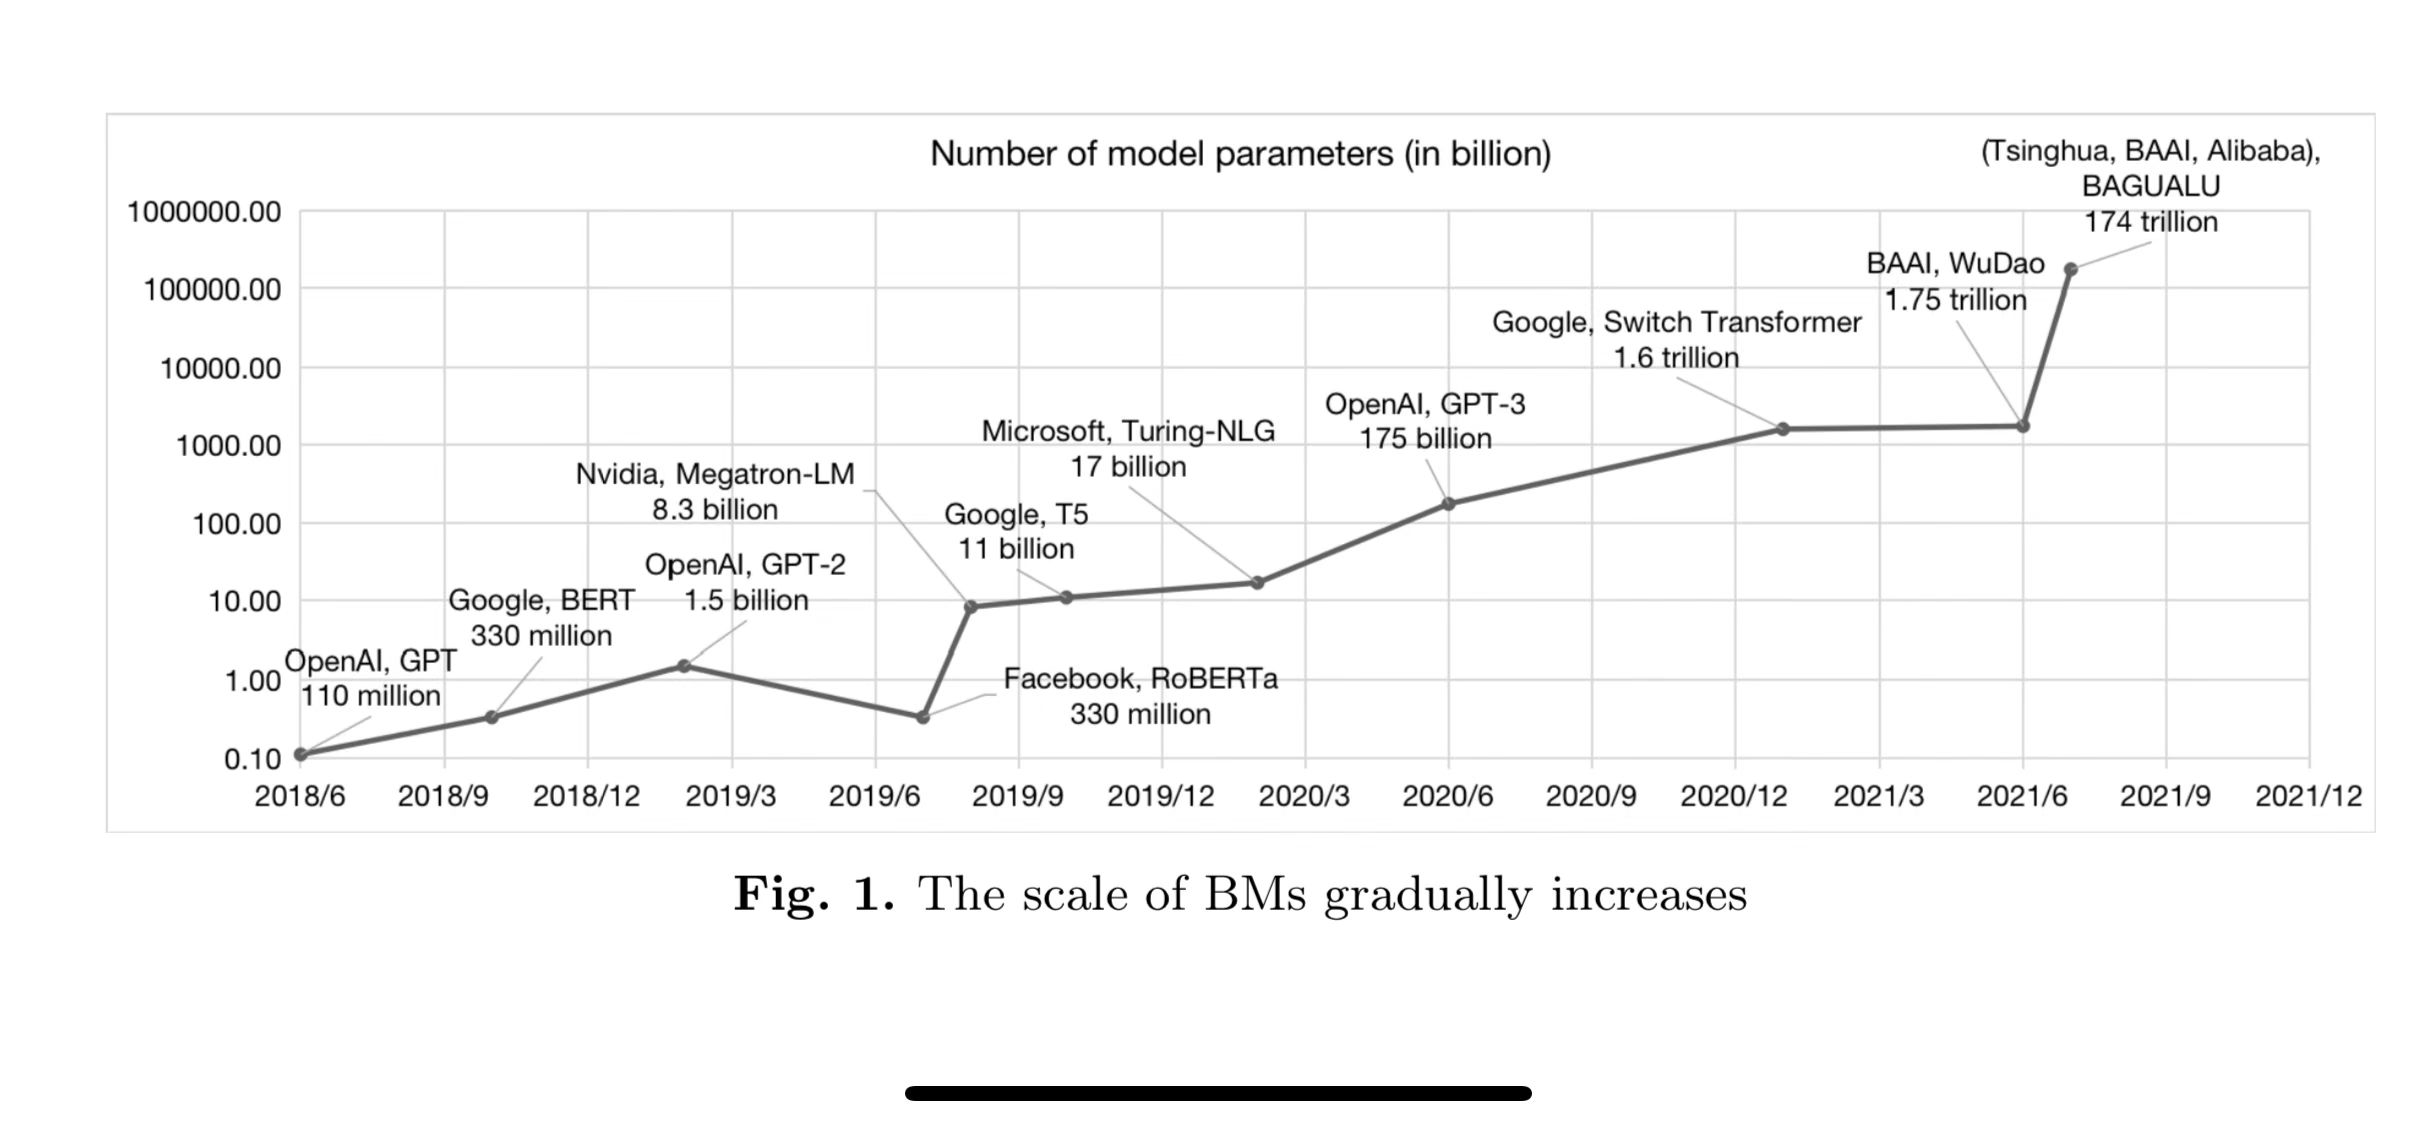 Number of model parameters (in billion)
(Tsinghua, BAAI, Alibaba),
BAGUALU
174 trillion
BAAI, WuDao
1.75 trillion
Google, Switch Transformer
1.6 trillion
OpenAI, GPT-3
175 billion
Microsoft, Turing-NLG
17 billion
Nvidia, Megatron-LM
8.3 billion
Google, T5
11 billion
OpenAI, GPT-2
1.5 billion
Google, BERT
330 million
OpenAI, GPT
110 million
Facebook, RoBERTa
330 million
1000000.00
100000.00
10000.00
1000.00
100.00
10.00
1.00
0.10
2018/6 2018/9 2018/12 2019/3 2019/6 2019/9 2019/12 2020/3 2020/6 2020/9 2020/12 2021/3 2021/6 2021/9 2021/12
Fig. 1. The scale of BMs gradually increases